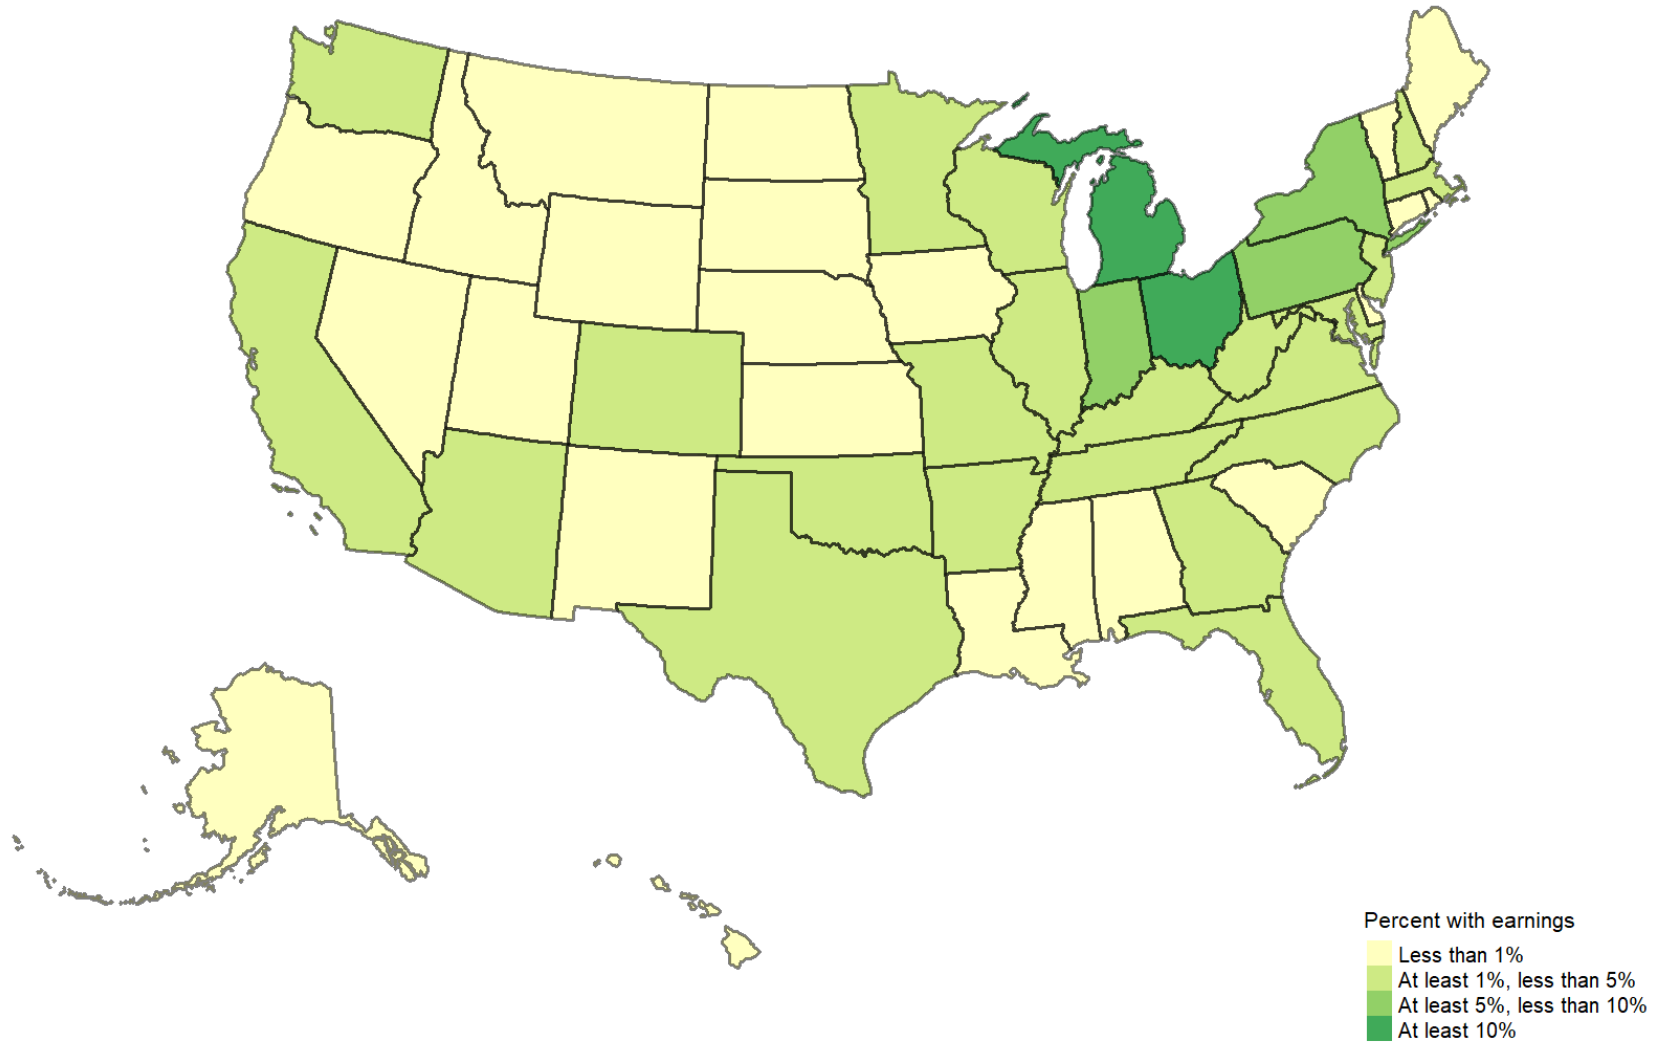 Percent with earnings
Less than 1%
At least 1%, less than 5%
At least 5%, less than 10%
At least 10%